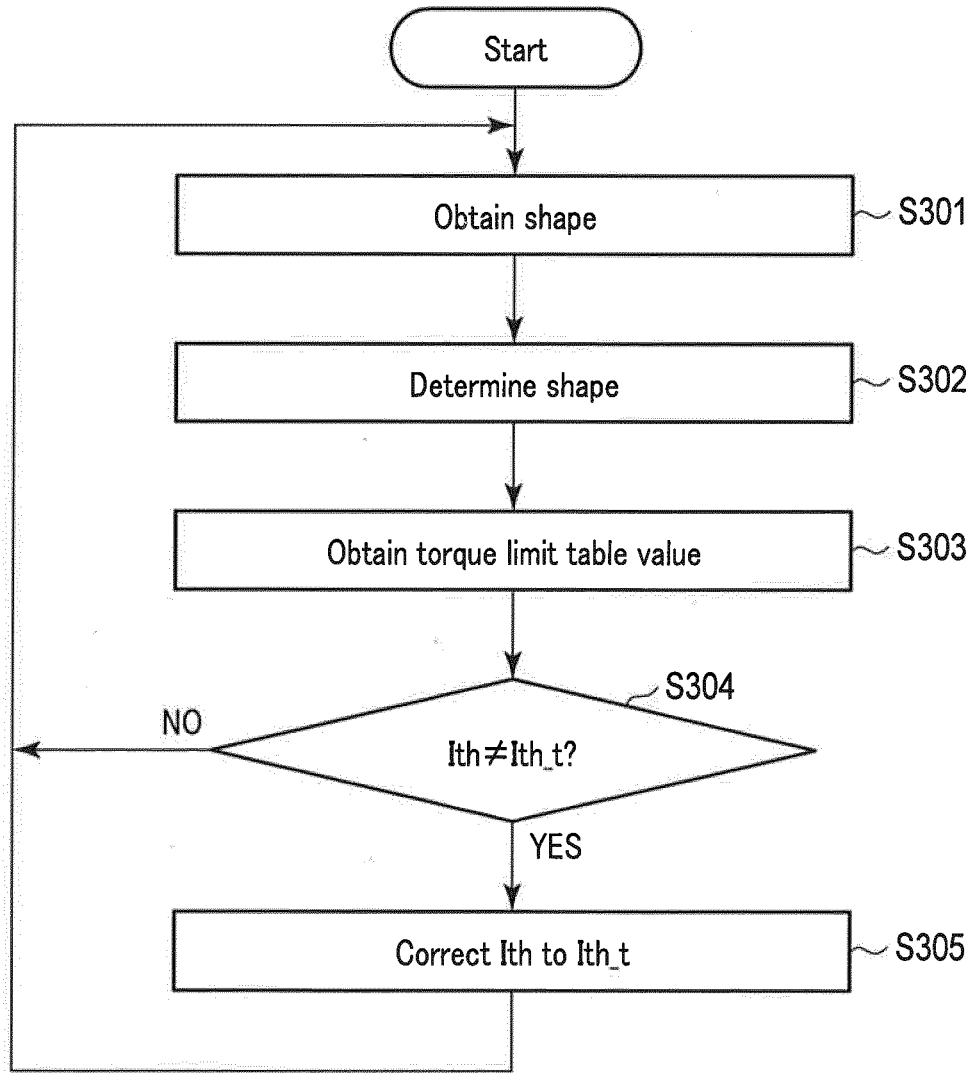 Start
Obtain shape
S301
Determine shape
S302
Obtain torque limit table value
S303
S304
NO
Ith≠Ith_t?
YES
Correct Ith to Ith_t
S305